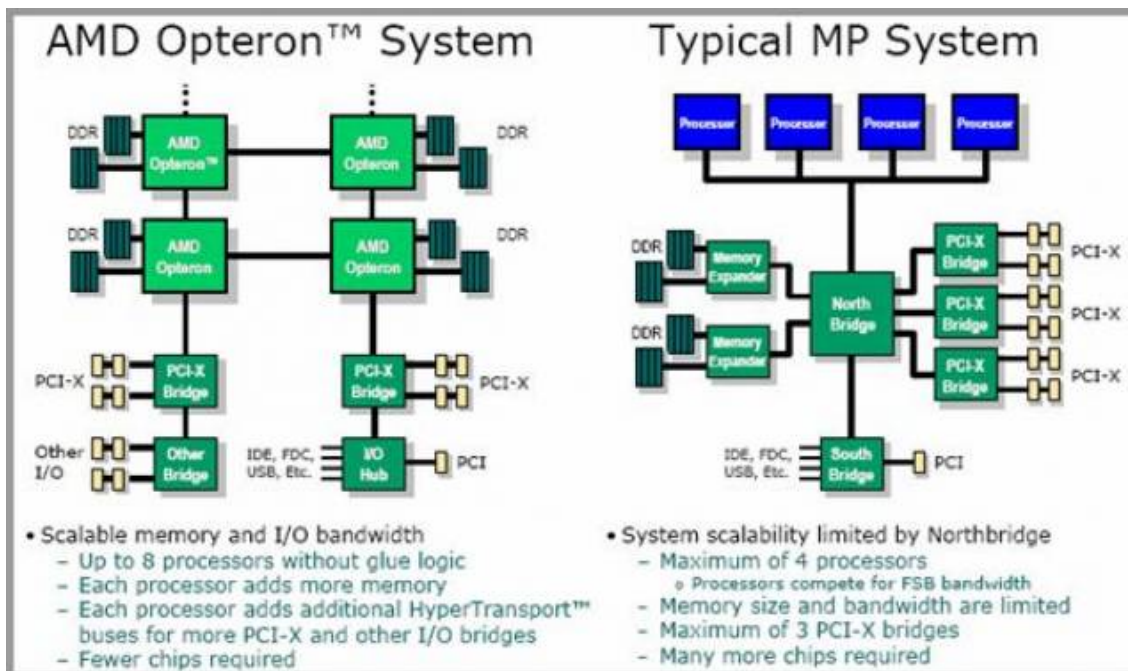 AMD Opteron™ System
DDR
AMD
Opteron™
AMD
Opteron
DDR
DDR
AMD
Opteron
AMD
Opteron
DDR
PCI-X
PCI-X
Bridge
PCI-X
Bridge
PCI-X
Other
I/O
Other
Bridge
IDE, FDC,
USB, Etc.
I/O
Hub
PCI
• Scalable memory and I/O bandwidth
– Up to 8 processors without glue logic
– Each processor adds more memory
– Each processor adds additional HyperTransport™
buses for more PCI-X and other I/O bridges
– Fewer chips required
Typical MP System
Processor
Processor
Processor
Processor
DDR
Memory
Expander
DDR
Memory
Expander
North
Bridge
PCI-X
Bridge
PCI-X
PCI-X
Bridge
PCI-X
PCI-X
Bridge
PCI-X
IDE, FDC,
USB, Etc.
South
Bridge
PCI
• System scalability limited by Northbridge
– Maximum of 4 processors
o Processors compete for FSB bandwidth
– Memory size and bandwidth are limited
– Maximum of 3 PCI-X bridges
– Many more chips required